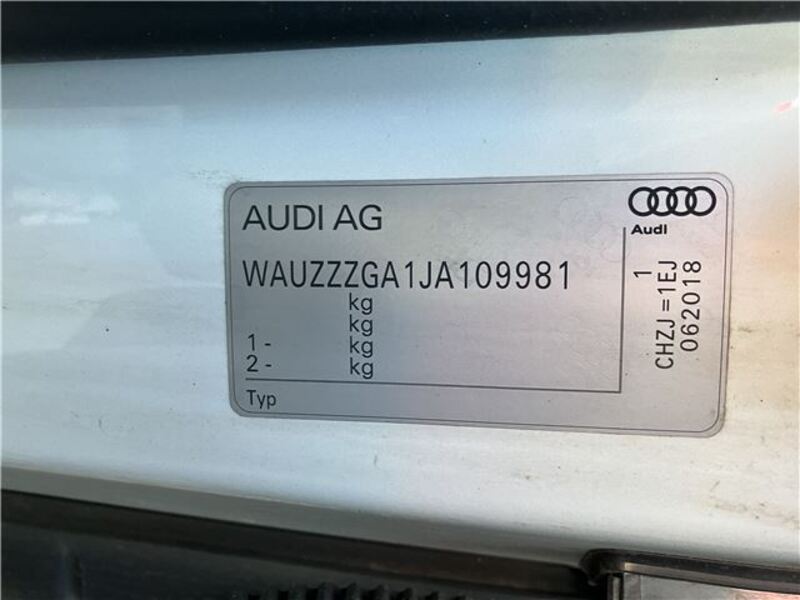 AUDI AG
Audi
WAUZZZGA1JA109981
kg
kg
1 - kg
2 - kg
Typ
1
CHZJ = 1EJ
062018